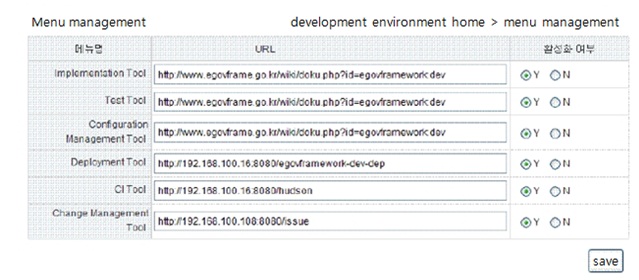 Menu management development environment home > menu management
메뉴명 URL 활성화 여부
Implementation Tool http://www.egovframe.go.kr/wiki/doku.php?id=egovframework:dev Y N
Test Tool http://www.egovframe.go.kr/wiki/doku.php?id=egovframework:dev Y N
Configuration
Management Tool http://www.egovframe.go.kr/wiki/doku.php?id=egovframework:dev Y N
Deployment Tool http://192.168.100.16:8080/egovframework-dev-dep Y N
CI Tool http://192.168.100.16:8080/hudson Y N
Change Management
Tool http://192.168.100.108:8080/issue Y N
save